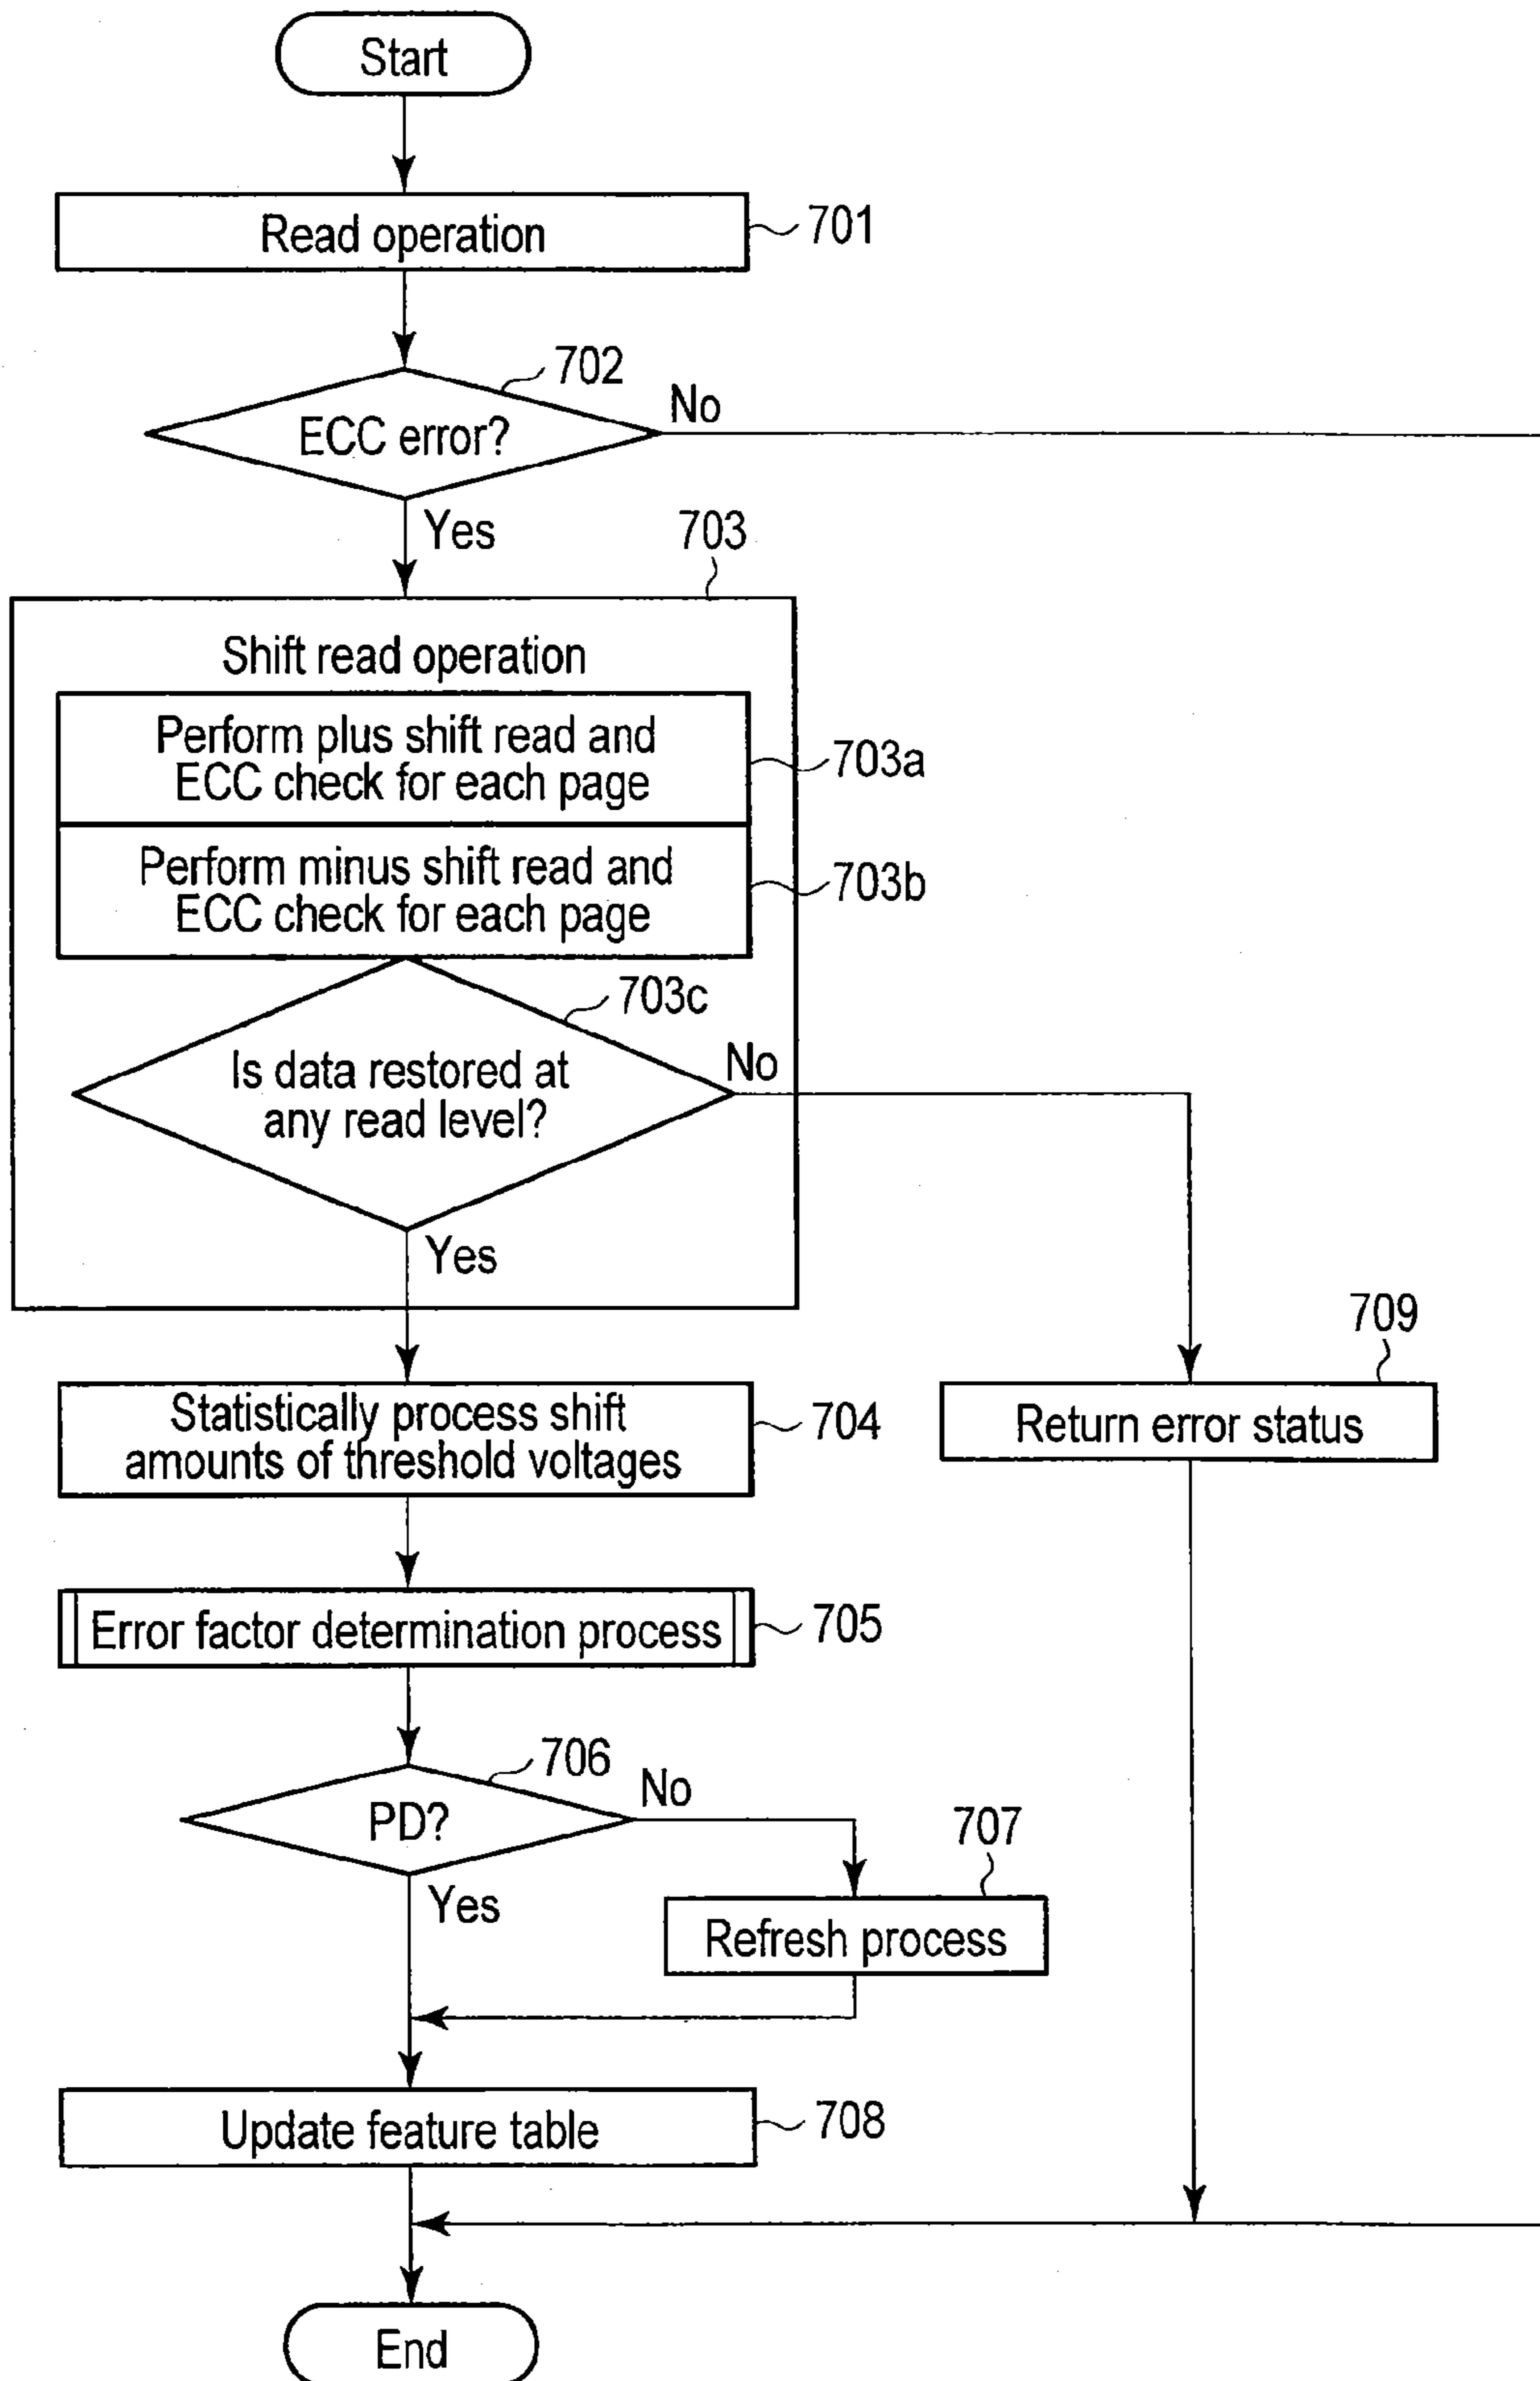 Start
Read operation
701
702
ECC error?
No
Yes
703
Shift read operation
Perform plus shift read and
ECC check for each page
703a
Perform minus shift read and
ECC check for each page
703b
703c
Is data restored at
any read level?
No
Yes
709
Statistically process shift
amounts of threshold voltages
704
Return error status
Error factor determination process
705
706
PD?
No
Yes
707
Refresh process
Update feature table
708
End